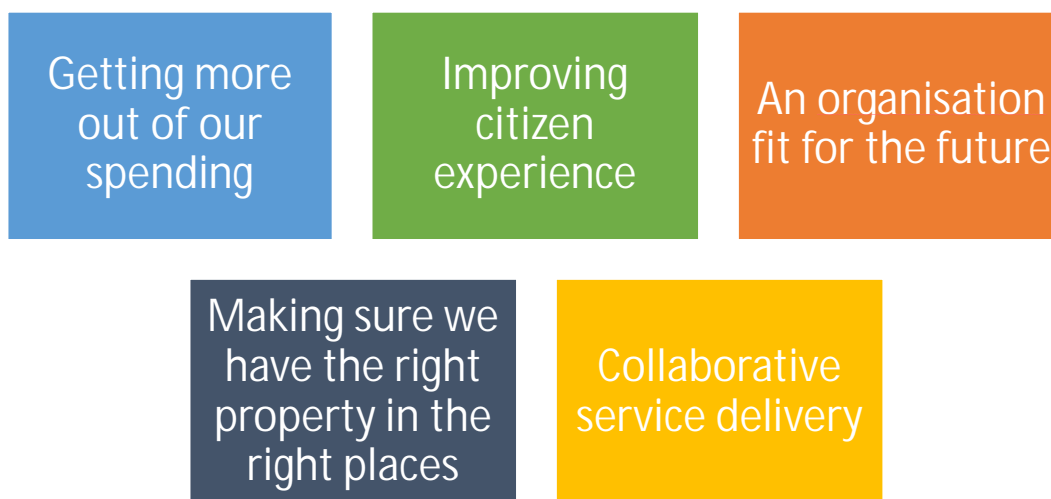 Getting more
out of our
spending
Improving
citizen
experience
An organisation
fit for the future
Making sure we
have the right
property in the
right places
Collaborative
service delivery